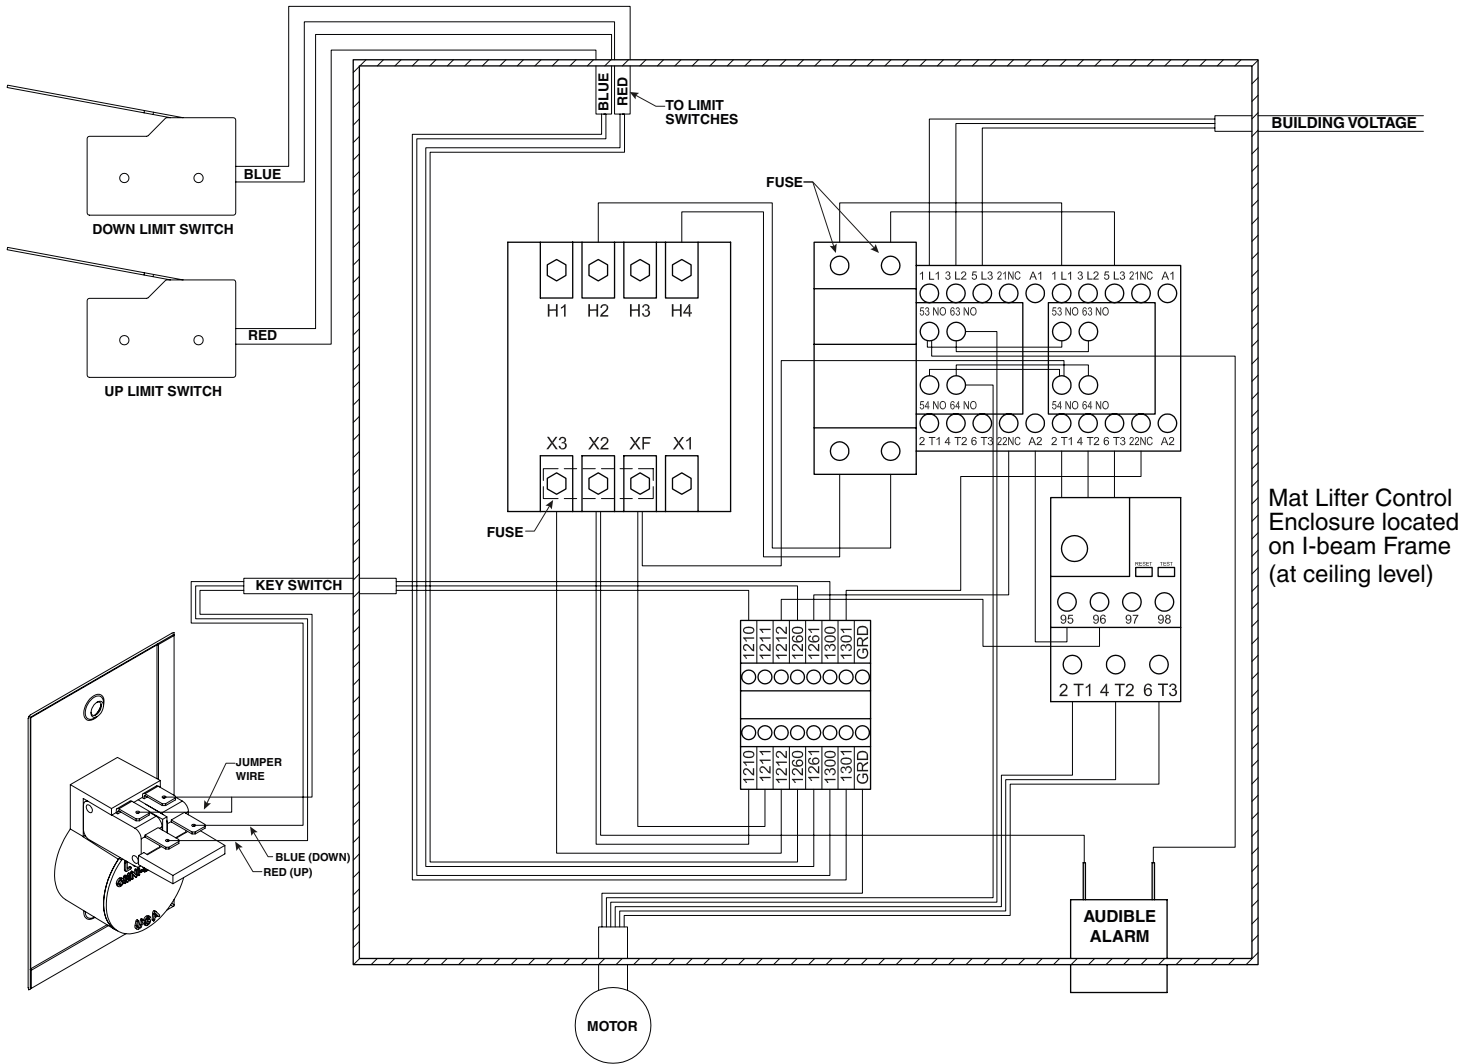 BLUE
RED
TO LIMIT
SWITCHES
BUILDING VOLTAGE
BLUE
DOWN LIMIT SWITCH
RED
UP LIMIT SWITCH
FUSE
H1 H2 H3 H4
X3 X2 XF X1
FUSE
1 L1 3 L2 5 L3 21NC A1 1 L1 3 L2 5 L3 21NC A1
53 NO 63 NO 53 NO 63 NO
54 NO 64 NO 54 NO 64 NO
2 T1 4 T2 6 T3 22NC A2 2 T1 4 T2 6 T3 22NC A2
Mat Lifter Control
Enclosure located
on I-beam Frame
(at ceiling level)
RESET TEST
95 96 97 98
2 T1 4 T2 6 T3
KEY SWITCH
1210 1211 1212 1260 1261 1300 1301 GRD
1210 1211 1212 1260 1261 1300 1301 GRD
JUMPER
WIRE
BLUE (DOWN)
RED (UP)
USA
AUDIBLE
ALARM
MOTOR